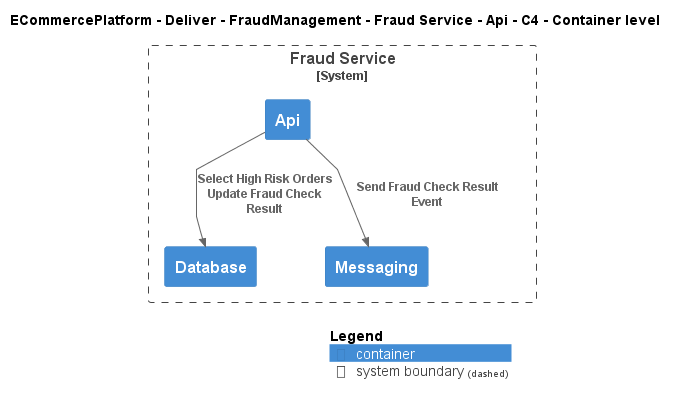 ECommercePlatform - Deliver - FraudManagement - Fraud Service - Api - C4 - Container level
Fraud Service
[System]
Api
Select High Risk Orders
Update Fraud Check
Result
Send Fraud Check Result
Event
Database
Messaging
Legend
container
system boundary (dashed)